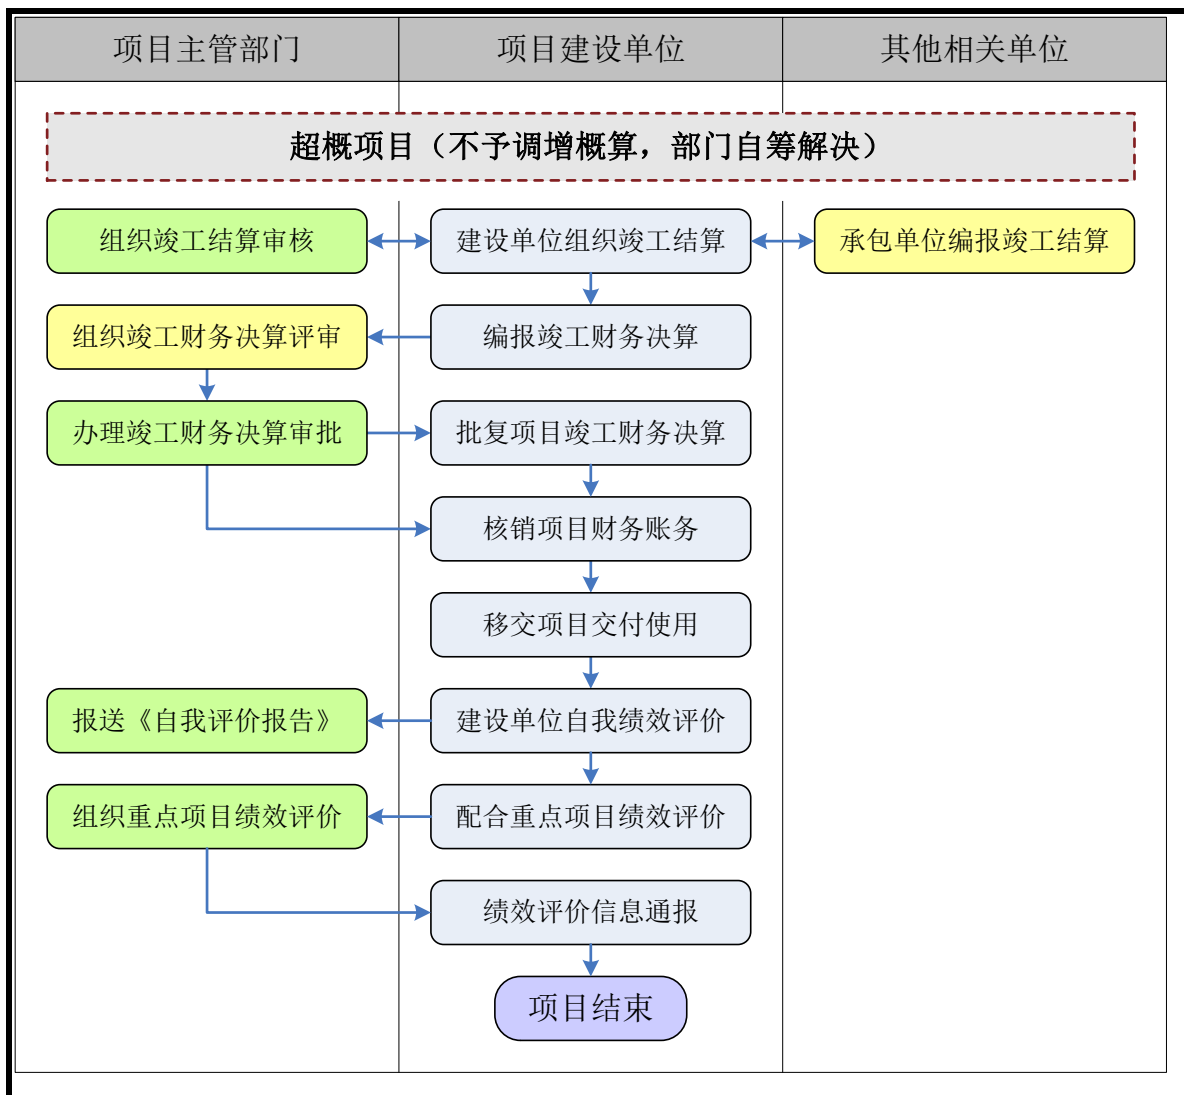 项目主管部门
项目建设单位
其他相关单位
超概项目（不予调增概算，部门自筹解决）
组织竣工结算审核
建设单位组织竣工结算
承包单位编报竣工结算
组织竣工财务决算评审
编报竣工财务决算
办理竣工财务决算审批
批复项目竣工财务决算
核销项目财务账务
移交项目交付使用
报送《自我评价报告》
建设单位自我绩效评价
组织重点项目绩效评价
配合重点项目绩效评价
绩效评价信息通报
项目结束